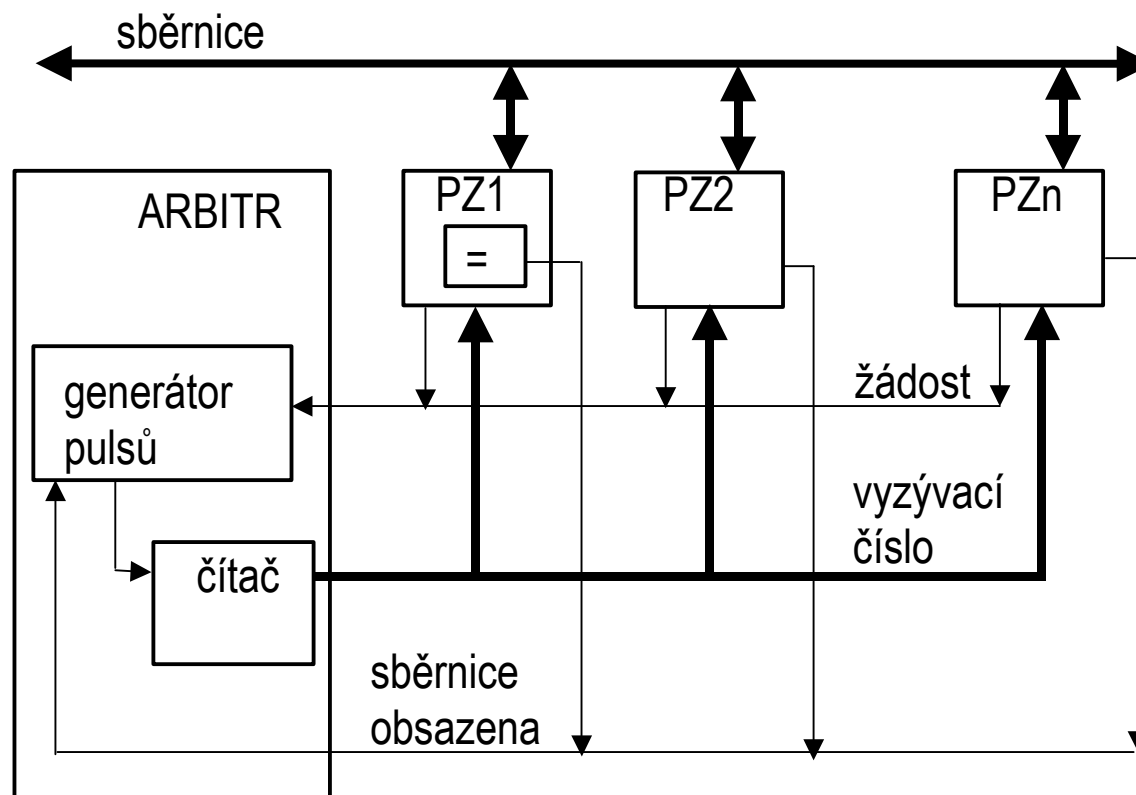 sběrnice
ARBITR
PZ1
PZ2
PZn
=
generátor
pulsů
žádost
vyzývací
číslo
čítač
sběrnice
obsazena